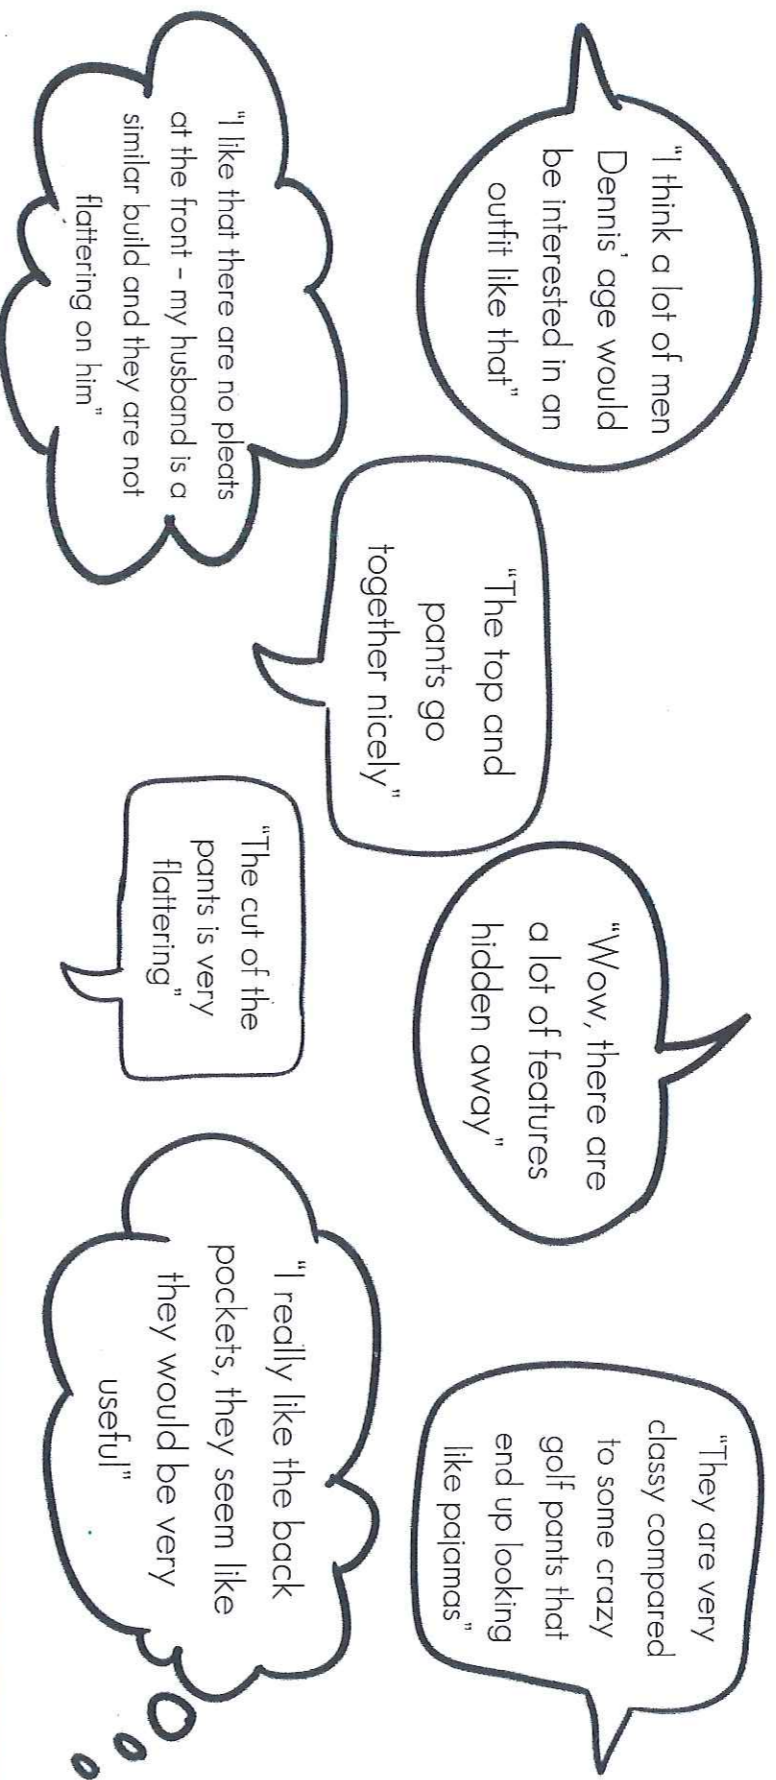 “I think a lot of men
Dennis’ age would
be interested in an
outfit like that”
“The top and
pants go
together nicely”
“Wow, there are
a lot of features
hidden away”
“They are very
classy compared
to some crazy
golf pants that
end up looking
like pajamas”
“I like that there are no pleats
at the front – my husband is a
similar build and they are not
flattering on him”
“The cut of the
pants is very
flattering”
“I really like the back
pockets, they seem like
they would be very
useful”